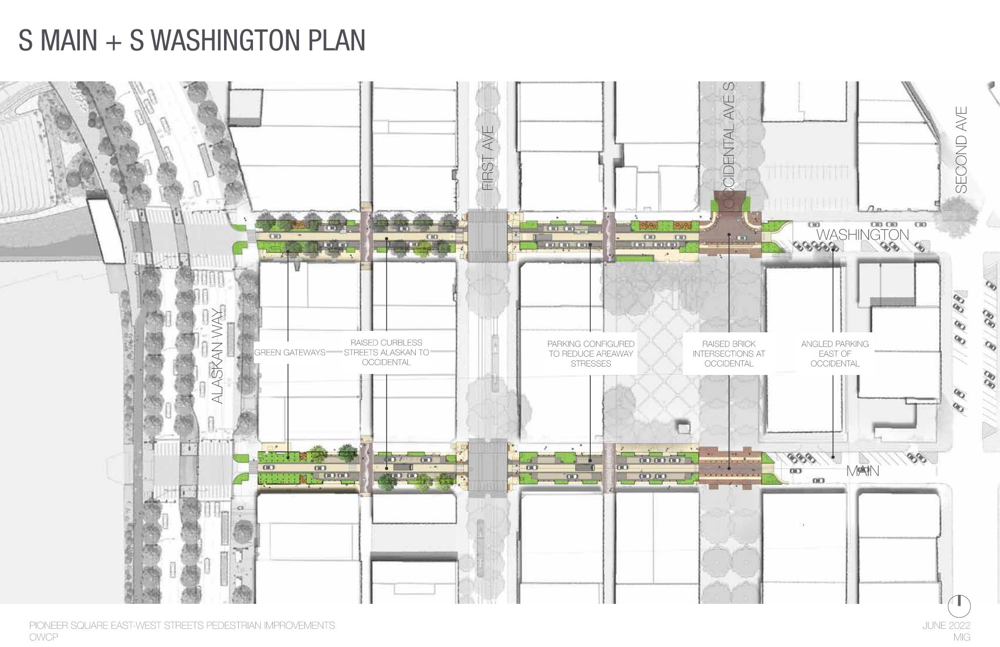 S MAIN + S WASHINGTON PLAN
OCCIDENTAL AVE S
FIRST AVE
SECOND AVE
WASHINGTON
ALASKAN WAY
GREEN GATEWAYS
RAISED CURBLESS
STREETS ALASKAN TO
OCCIDENTAL
PARKING CONFIGURED
TO REDUCE AREAWAY
STRESSES
RAISED BRICK
INTERSECTIONS AT
OCCIDENTAL
ANGLED PARKING
EAST OF
OCCIDENTAL
MAIN
PIONEER SQUARE EAST-WEST STREETS PEDESTRIAN IMPROVEMENTS
OWCP
JUNE 2022
MIG